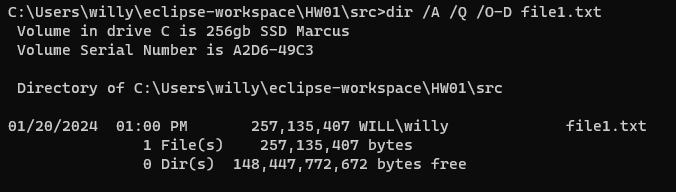 C:\Users\willy\eclipse-workspace\HW01\src>dir /A /Q /O-D file1.txt
 Volume in drive C is 256gb SSD Marcus
 Volume Serial Number is A2D6-49C3
 Directory of C:\Users\willy\eclipse-workspace\HW01\src
01/20/2024  01:00 PM       257,135,407 WILL\willy             file1.txt
               1 File(s)    257,135,407 bytes
               0 Dir(s)  148,447,772,672 bytes free